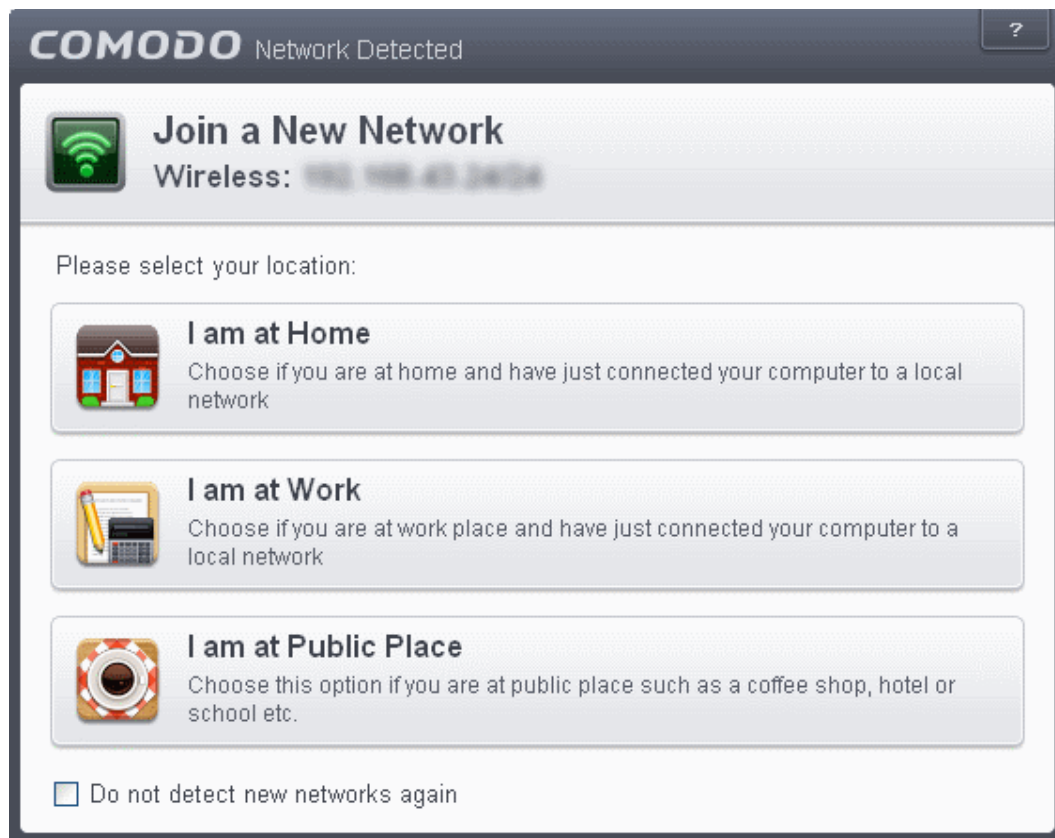 COMODO Network Detected
?
Join a New Network
Wireless:
Please select your location:
I am at Home
Choose if you are at home and have just connected your computer to a local
network
I am at Work
Choose if you are at work place and have just connected your computer to a
local network
I am at Public Place
Choose this option if you are at public place such as a coffee shop, hotel or
school etc.
Do not detect new networks again